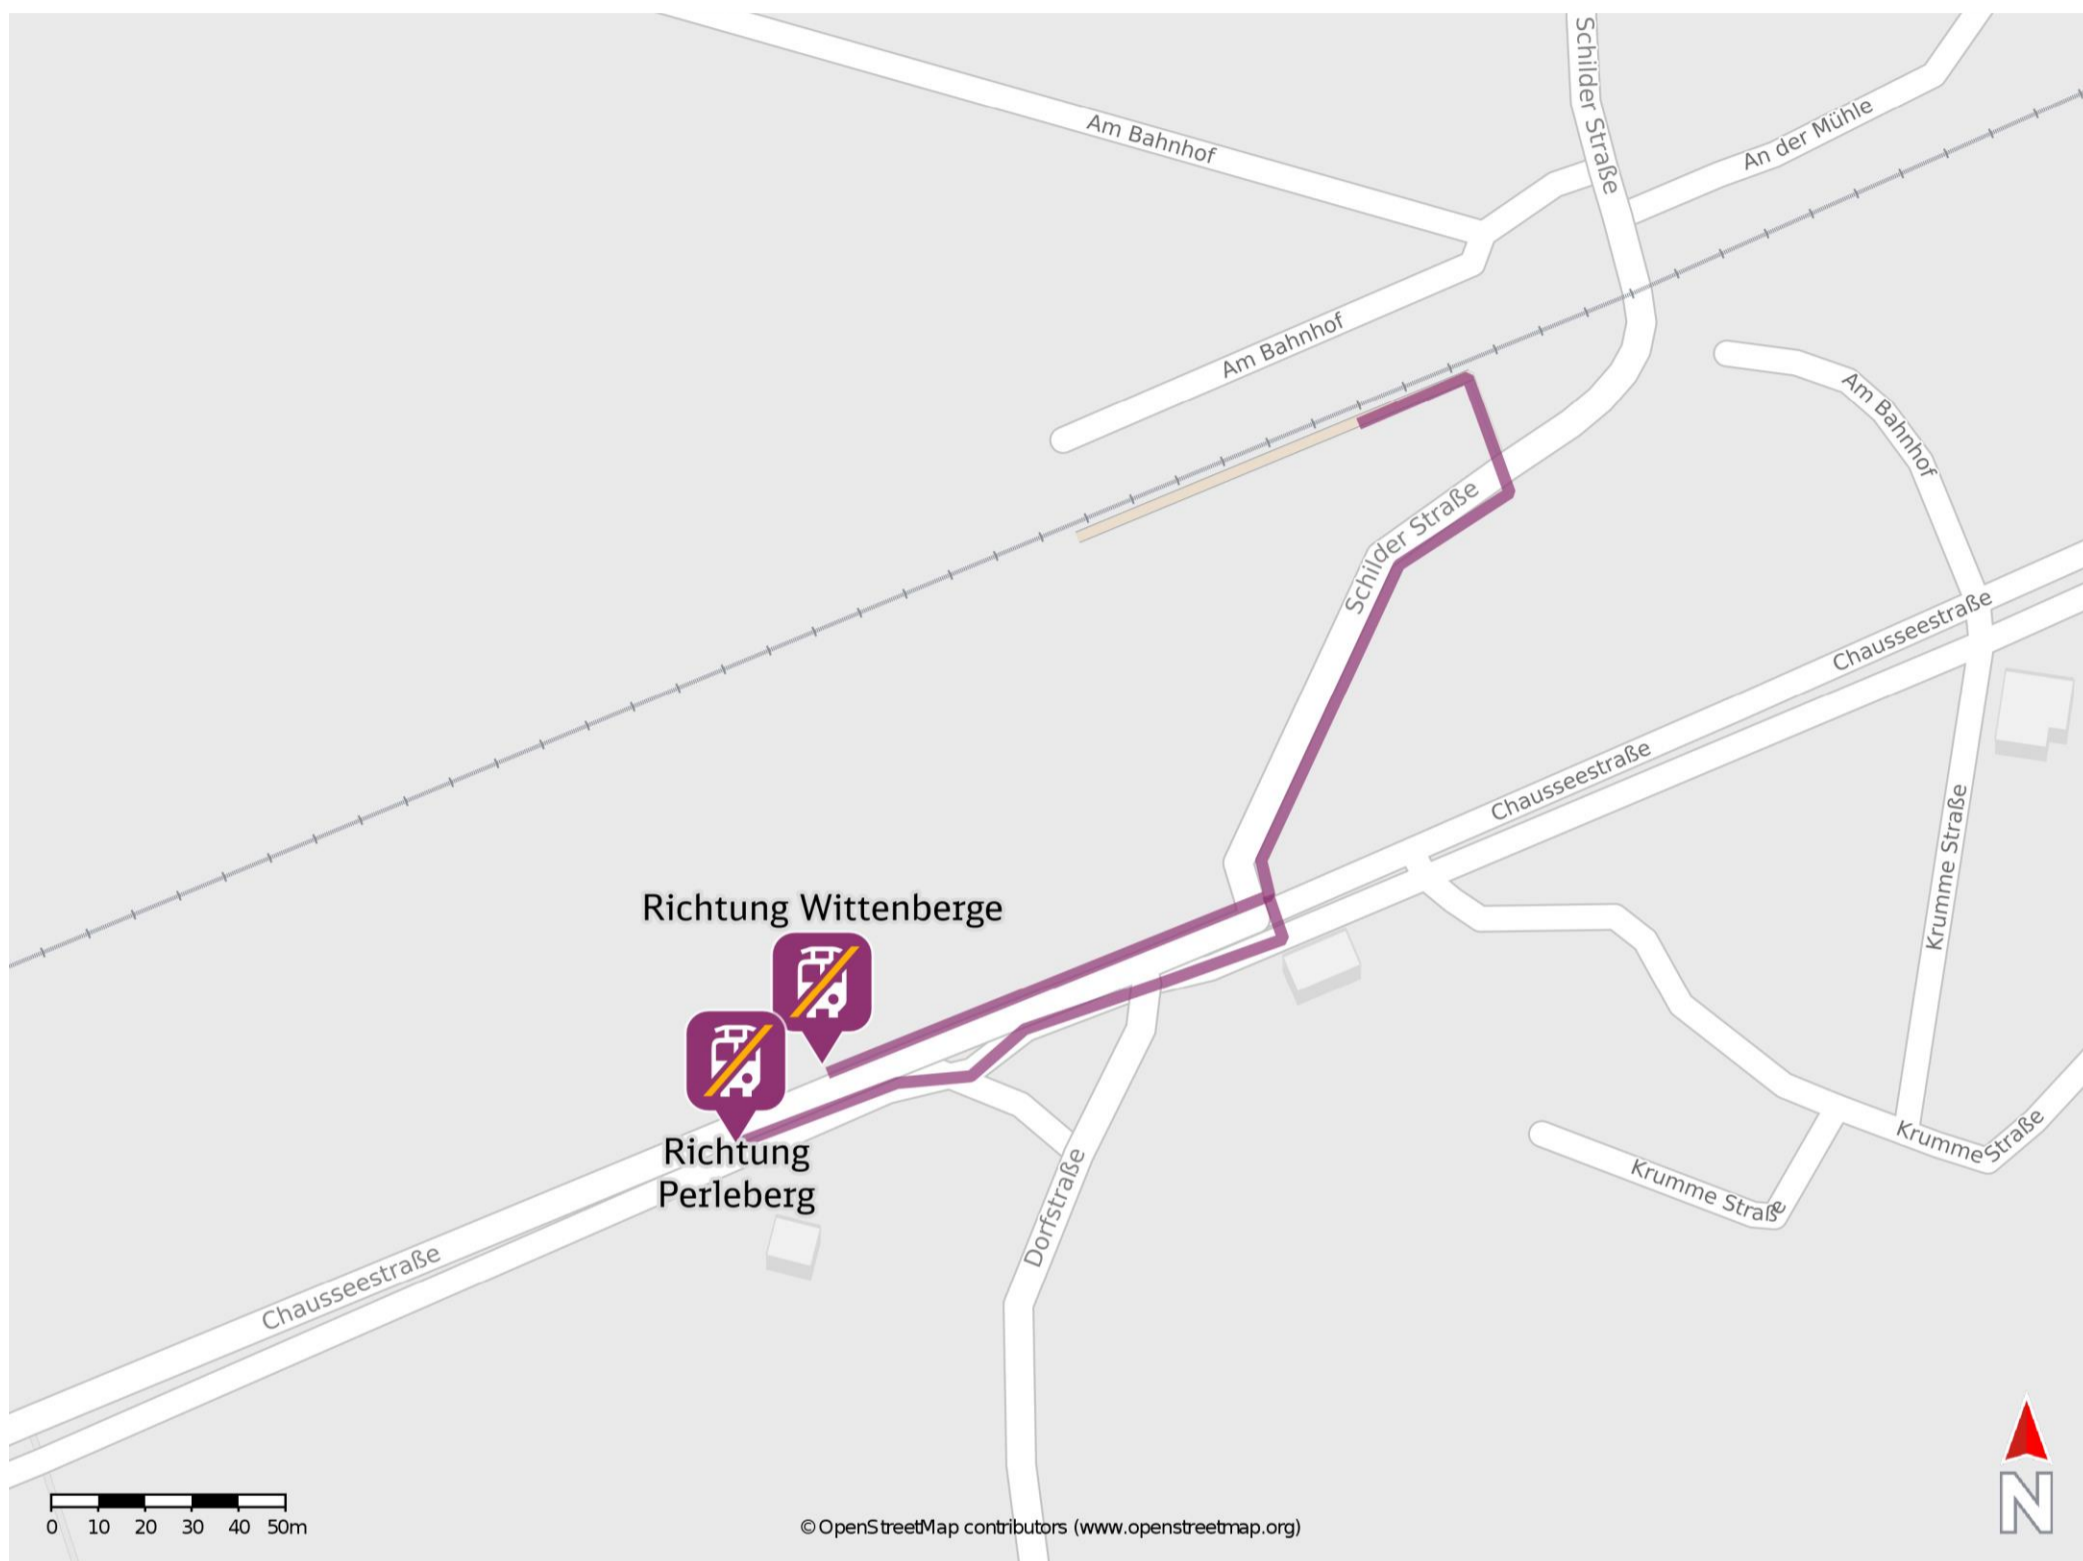 Schilder Straße
Am Bahnhof
An der Mühle
Am Bahnhof
Am Bahnhof
Schilder Straße
Chausseestraße
Chausseestraße
Krumme Straße
Richtung Wittenberge
Richtung
Perleberg
Krumme Straße
Krumme Straße
Dorfstraße
Chausseestraße
N
0 10 20 30 40 50m
© OpenStreetMap contributors (www.openstreetmap.org)